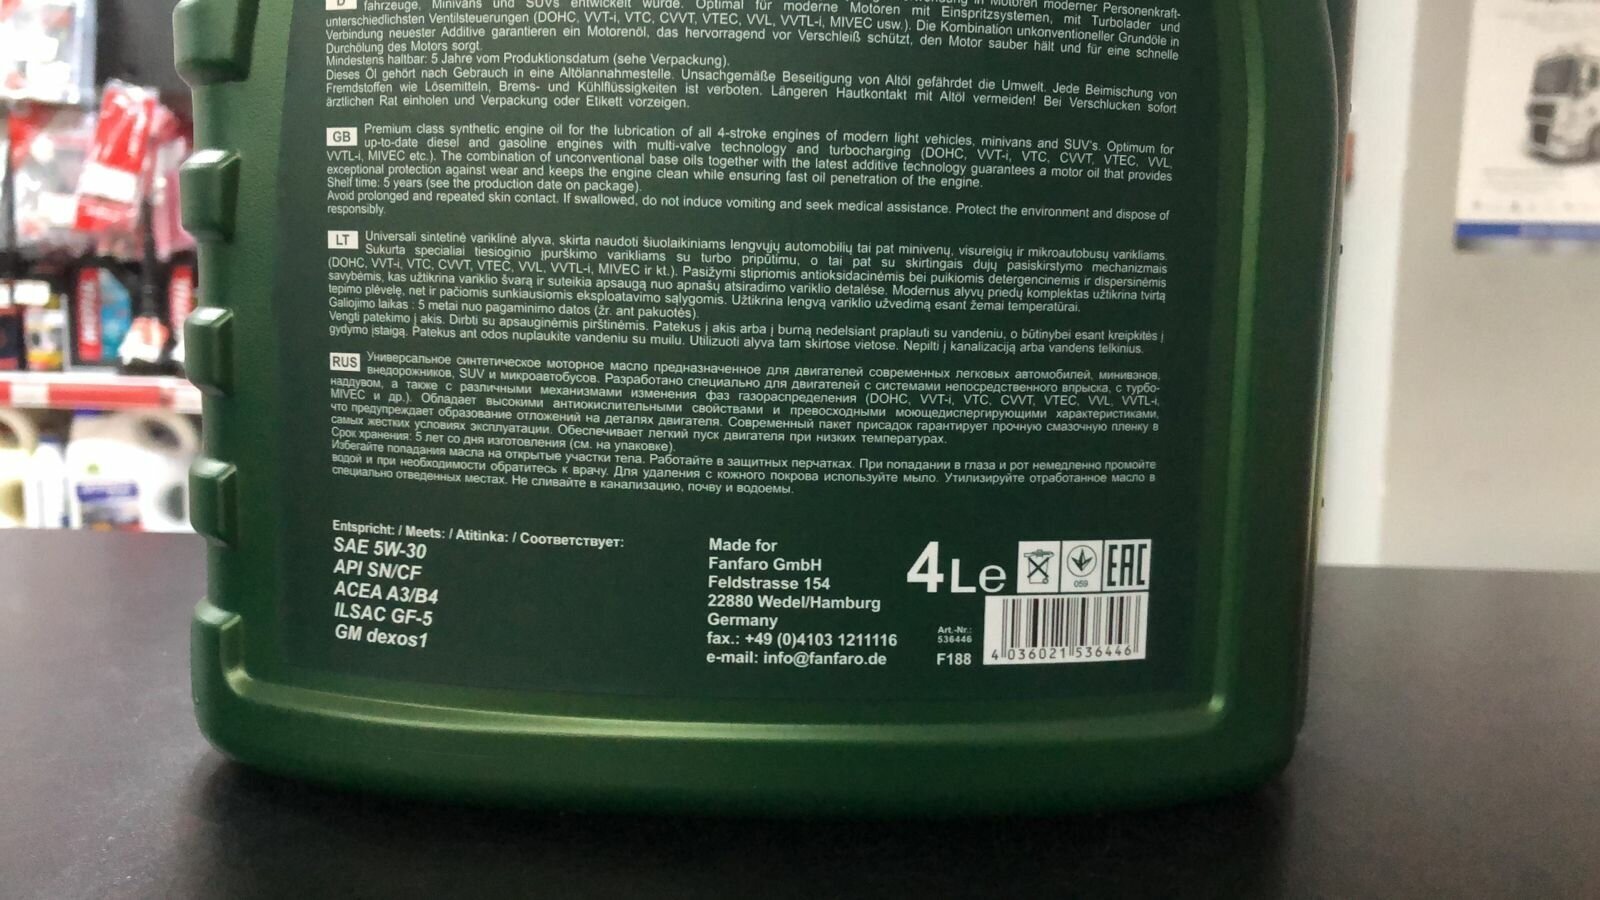 D fahrzeuge, Minivans und SUVs entwickelt wurde. Optimal für moderne Motoren mit Einspritzsystemen, mit Turbolader und
unterschiedlichsten Ventilsteuerungen (DOHC, VVT-i, VTC, CVVT, VTEC, VVL, VVTL-i, MIVEC usw.). Die Kombination unkonventioneller Grundöle in
Verbindung neuester Additive garantieren ein Motorenöl, das hervorragend vor Verschleiß schützt, den Motor sauber hält und für eine schnelle
Durchölung des Motors sorgt.
Mindestens haltbar: 5 Jahre vom Produktionsdatum (sehe Verpackung).
Dieses Öl gehört nach Gebrauch in eine Altölannahmestelle. Unsachgemäße Beseitigung von Altöl gefährdet die Umwelt. Jede Beimischung von
Fremdstoffen wie Lösemitteln, Brems- und Kühlflüssigkeiten ist verboten. Längeren Hautkontakt mit Altöl vermeiden! Bei Verschlucken sofort
ärztlichen Rat einholen und Verpackung oder Etikett vorzeigen.
GB Premium class synthetic engine oil for the lubrication of all 4-stroke engines of modern light vehicles, minivans and SUV's. Optimum for
up-to-date diesel and gasoline engines with multi-valve technology and turbocharging (DOHC, VVT-i, VTC, CVVT, VTEC, VVL,
VVTL-i, MIVEC etc.). The combination of unconventional base oils together with the latest additive technology guarantees a motor oil that provides
exceptional protection against wear and keeps the engine clean while ensuring fast oil penetration of the engine.
Shelf time: 5 years (see the production date on package).
Avoid prolonged and repeated skin contact. If swallowed, do not induce vomiting and seek medical assistance. Protect the environment and dispose of
responsibly.
LT Universali sintetinė variklinė alyva, skirta naudoti šiuolaikiniams lengvųjų automobilių tai pat minivenų, visureigių ir mikroautobusų varikliams.
Sukurta specialiai tiesioginio įpurškimo varikliams su turbo pripūtimu, o tai pat su skirtingais dujų pasiskirstymo mechanizmais
(DOHC, VVT-i, VTC, CVVT, VTEC, VVL, VVTL-i, MIVEC ir kt.). Pasižymi stipriomis antioksidacinėmis bei puikiomis detergencinemis ir dispersinėmis
savybėmis, kas užtikrina variklio švarą ir suteikia apsaugą nuo apnašų atsiradimo variklio detalėse. Modernus alyvų priedų komplektas užtikrina tvirtą
tepimo plėvelę, net ir pačiomis sunkiausiomis eksploatavimo sąlygomis. Užtikrina lengvą variklio užvedimą esant žemai temperatūrai.
Galiojimo laikas : 5 metai nuo pagaminimo datos (žr. ant pakuotės).
Vengti patekimo į akis. Dirbti su apsauginėmis pirštinėmis. Patekus į akis arba į burną nedelsiant praplauti su vandeniu, o būtinybei esant kreipkitės į
gydymo įstaigą. Patekus ant odos nuplaukite vandeniu su muilu. Utilizuoti alyva tam skirtose vietose. Nepilti į kanalizaciją arba vandens telkinius.
RUS Универсальное синтетическое моторное масло предназначенное для двигателей современных легковых автомобилей, минивэнов,
внедорожников, SUV и микроавтобусов. Разработано специально для двигателей с системами непосредственного впрыска, с турбо-
наддувом, а также с различными механизмами изменения фаз газораспределения (DOHC, VVT-i, VTC, CVVT, VTEC, VVL, VVTL-i,
MIVEC и др.). Обладает высокими антиокислительными свойствами и превосходными моющедиспергирующими характеристиками,
что предупреждает образование отложений на деталях двигателя. Современный пакет присадок гарантирует прочную смазочную пленку в
самых жестких условиях эксплуатации. Обеспечивает легкий пуск двигателя при низких температурах.
Срок хранения: 5 лет со дня изготовления (см. на упаковке).
Избегайте попадания масла на открытые участки тела. Работайте в защитных перчатках. При попадании в глаза и рот немедленно промойте
водой и при необходимости обратитесь к врачу. Для удаления с кожного покрова используйте мыло. Утилизируйте отработанное масло в
специально отведенных местах. Не сливайте в канализацию, почву и водоемы.
Entspricht: / Meets: / Atitinka: / Соответствует:
SAE 5W-30
API SN/CF
ACEA A3/B4
ILSAC GF-5
GM dexos1
Made for
Fanfaro GmbH
Feldstrasse 154
22880 Wedel/Hamburg
Germany
fax.: +49 (0)4103 1211116
e-mail: info@fanfaro.de
4 L e
059
EAC
Art.-Nr.:
536446
F188
4 036021 536446